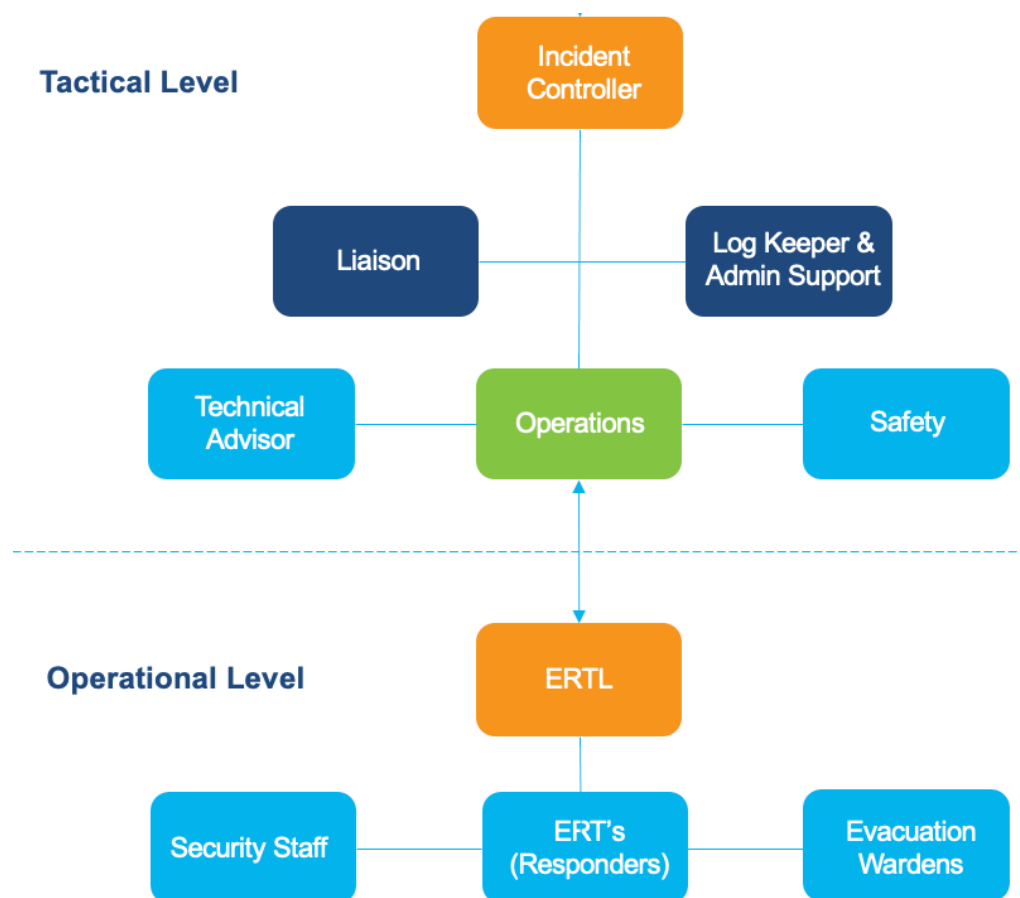 Incident
Controller
Tactical Level
Liaison
Log Keeper &
Admin Support
Technical
Advisor
Operations
Safety
ERTL
Operational Level
Security Staff
ERT's
(Responders)
Evacuation
Wardens